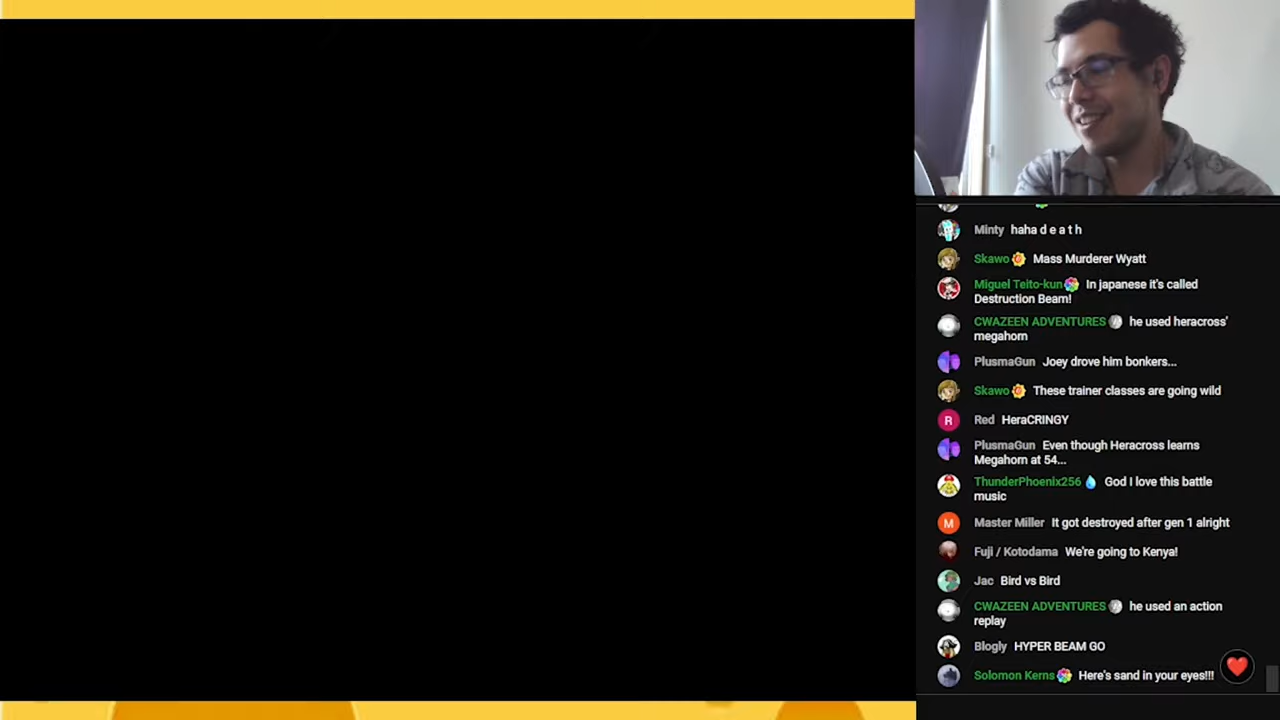 Minty haha d e a t h
Skawo Mass Murderer Wyatt
Miguel Teito-kun In japanese it's called
Destruction Beam!
CWAZEEN ADVENTURES he used heracross'
megahorn
PlusmaGun Joey drove him bonkers...
Skawo These trainer classes are going wild
R Red HeraCRINGY
PlusmaGun Even though Heracross learns
Megahorn at 54...
ThunderPhoenix256 God I love this battle
music
M Master Miller It got destroyed after gen 1 alright
Fuji / Kotodama We're going to Kenya!
Jac Bird vs Bird
CWAZEEN ADVENTURES he used an action
replay
Blogly HYPER BEAM GO
Solomon Kerns Here's sand in your eyes!!!